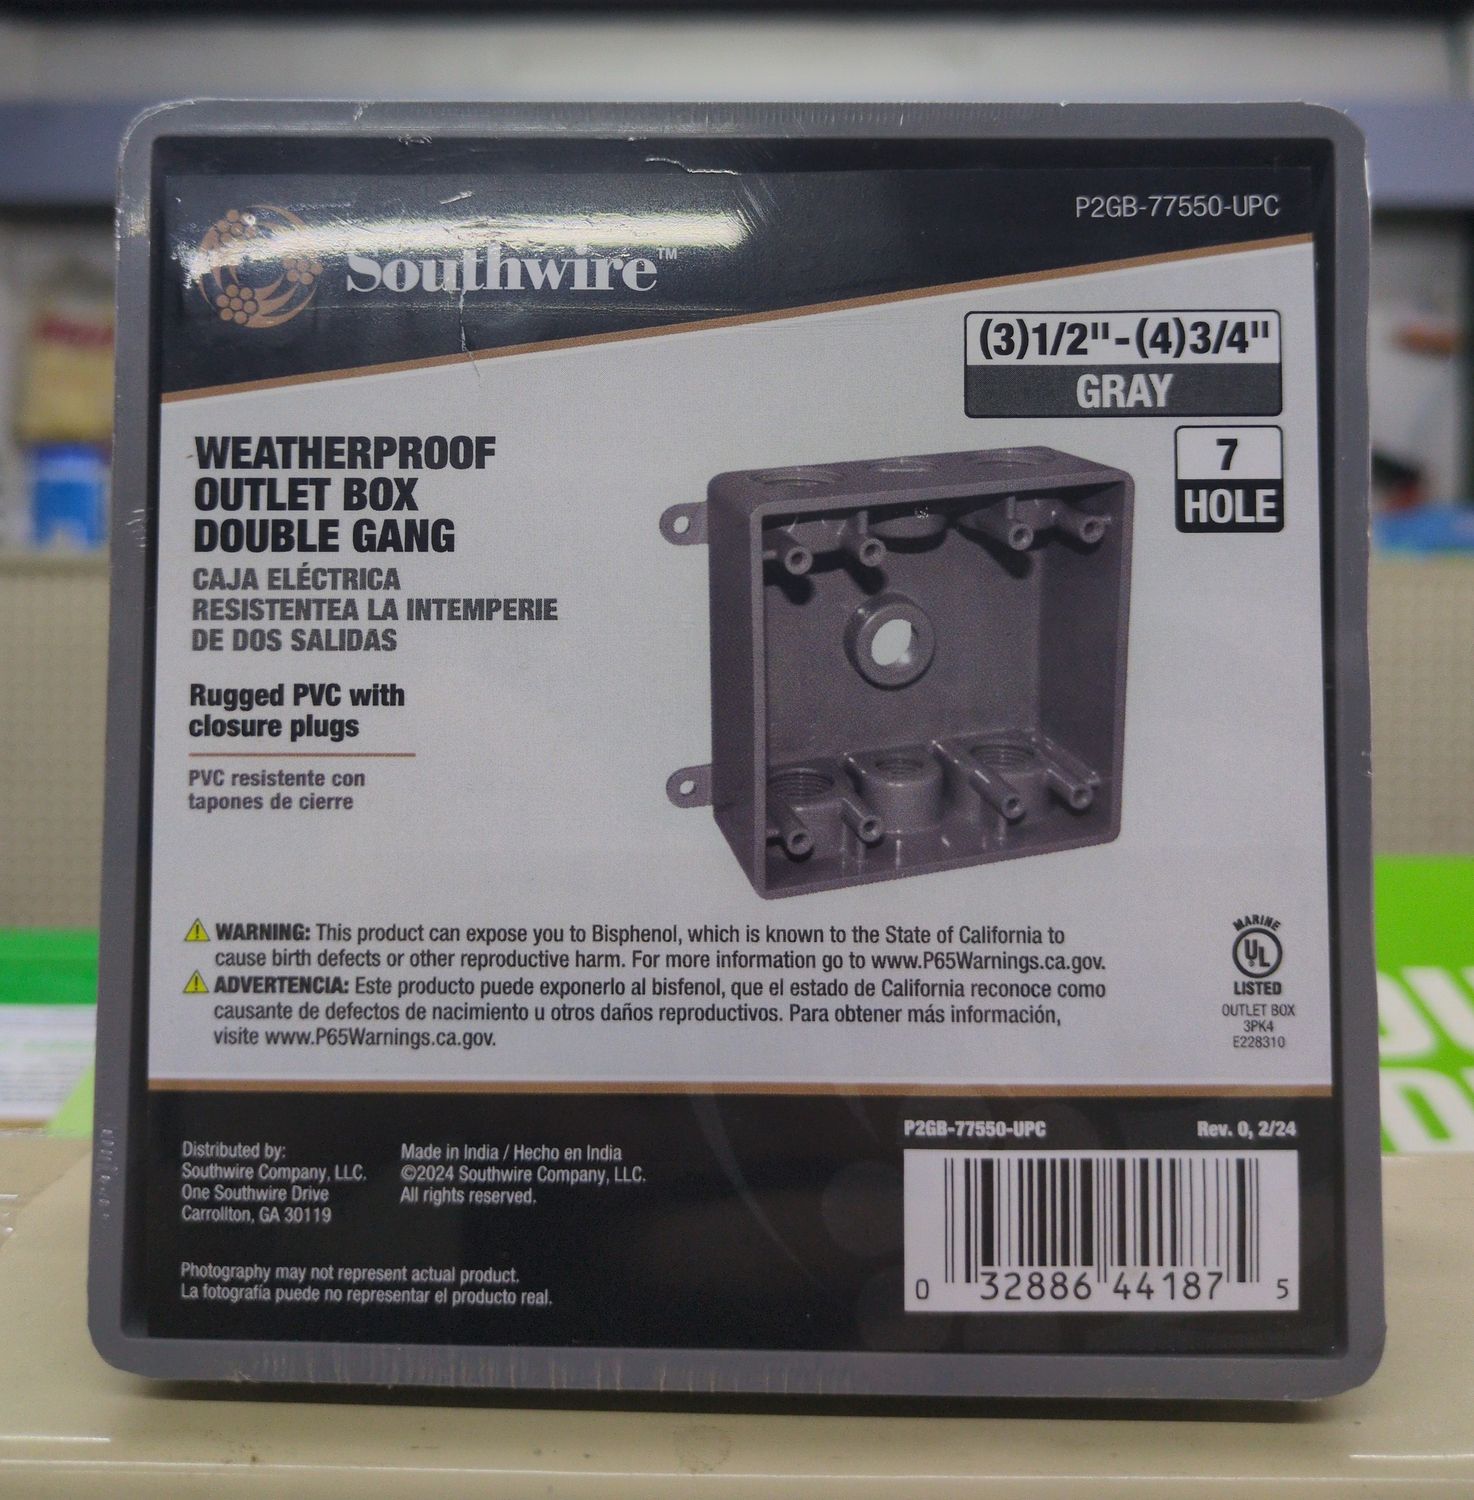 P2GB-77550-UPC
Southwire™
(3)1/2"-(4)3/4"
GRAY
7
HOLE
WEATHERPROOF
OUTLET BOX
DOUBLE GANG
CAJA ELÉCTRICA
RESISTENTEA LA INTEMPERIE
DE DOS SALIDAS
Rugged PVC with
closure plugs
PVC resistente con
tapones de cierre
WARNING: This product can expose you to Bisphenol, which is known to the State of California to
cause birth defects or other reproductive harm. For more information go to www.P65Warnings.ca.gov.
ADVERTENCIA: Este producto puede exponerlo al bisfenol, que el estado de California reconoce como
causante de defectos de nacimiento u otros daños reproductivos. Para obtener más información,
visite www.P65Warnings.ca.gov.
MARINE
UL
LISTED
OUTLET BOX
3PK4
E228310
Distributed by:
Southwire Company, LLC.
One Southwire Drive
Carrollton, GA 30119
Made in India / Hecho en India
©2024 Southwire Company, LLC.
All rights reserved.
Photography may not represent actual product.
La fotografía puede no representar el producto real.
P2GB-77550-UPC Rev. 0, 2/24
0 32886 44187 5